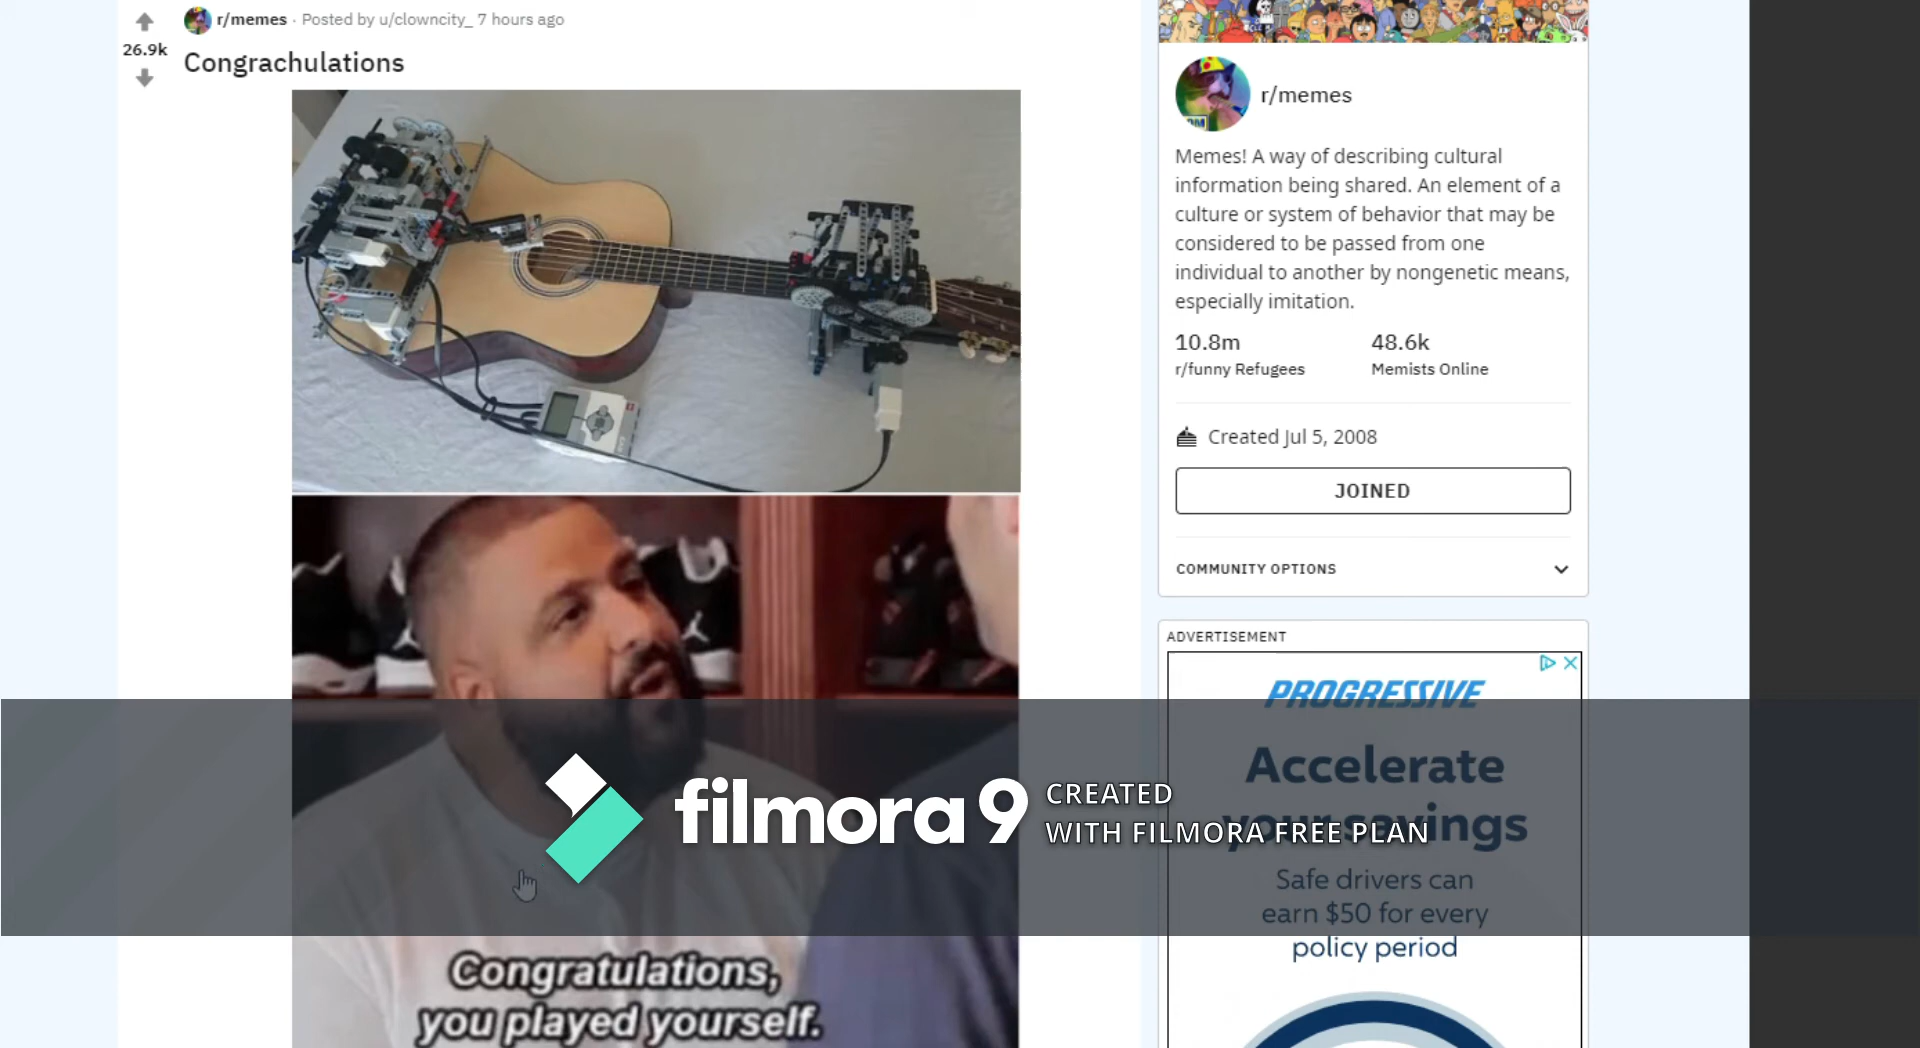 r/memes · Posted by u/clowncity_ 7 hours ago
26.9k
Congrachulations
Congratulations,
you played yourself.
r/memes
Memes! A way of describing cultural
information being shared. An element of a
culture or system of behavior that may be
considered to be passed from one
individual to another by nongenetic means,
especially imitation.
10.8m 48.6k
r/funny Refugees Memists Online
Created Jul 5, 2008
JOINED
COMMUNITY OPTIONS
ADVERTISEMENT
PROGRESSIVE
Accelerate
your savings
Safe drivers can
earn $50 for every
policy period
filmora9
CREATED
WITH FILMORA FREE PLAN